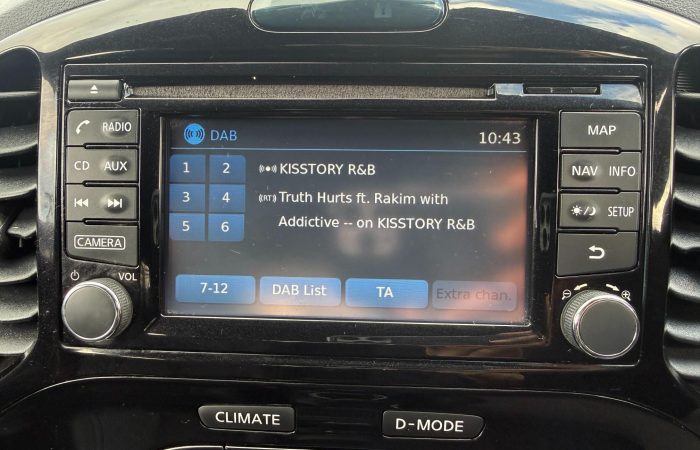 DAB 10:43
RADIO
MAP
1 2
KISSTORY R&B
CD AUX
NAV INFO
3 4
(RT) Truth Hurts ft. Rakim with
SETUP
5 6
Addictive -- on KISSTORY R&B
CAMERA
VOL
7-12 DAB List TA Extra chan.
CLIMATE D-MODE